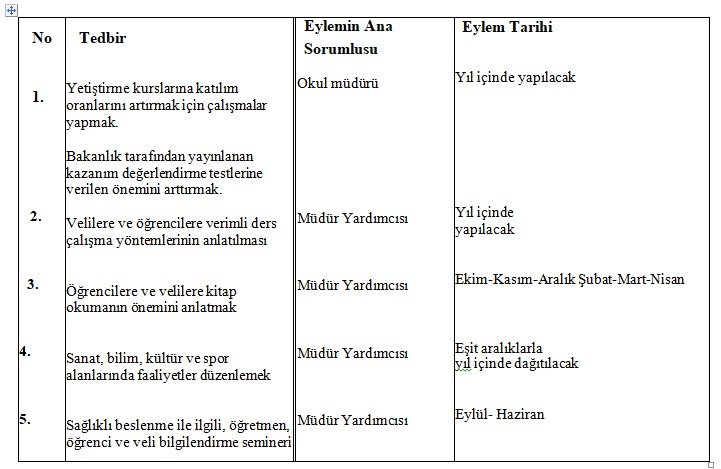 No
Tedbir
Eylemin Ana
Sorumlusu
Eylem Tarihi
1.
Yetiştirme kurslarına katılım
oranlarını artırmak için çalışmalar
yapmak.
Bakanlık tarafından yayınlanan
kazanım değerlendirme testlerine
verilen önemini arttırmak.
Okul müdürü
Yıl içinde yapılacak
2.
Velilere ve öğrencilere verimli ders
çalışma yöntemlerinin anlatılması
Müdür Yardımcısı
Yıl içinde
yapılacak
3.
Öğrencilere ve velilere kitap
okumanın önemini anlatmak
Müdür Yardımcısı
Ekim-Kasım-Aralık Şubat-Mart-Nisan
4.
Sanat, bilim, kültür ve spor
alanlarında faaliyetler düzenlemek
Müdür Yardımcısı
Eşit aralıklarla
yıl içinde dağıtılacak
5.
Sağlıklı beslenme ile ilgili, öğretmen,
öğrenci ve veli bilgilendirme semineri
Müdür Yardımcısı
Eylül- Haziran